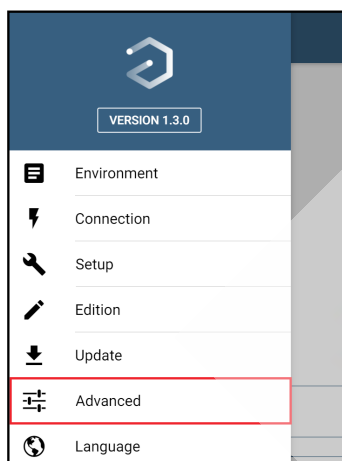 VERSION 1.3.0
Environment
Connection
Setup
Edition
Update
Advanced
Language